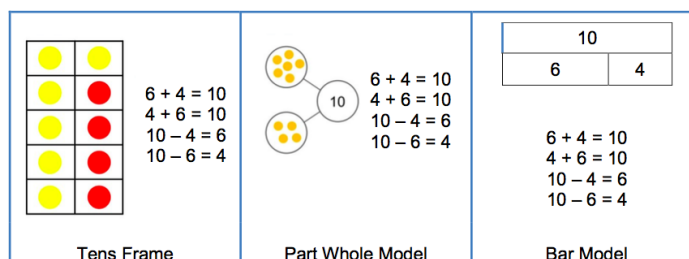 6 + 4 = 10
4 + 6 = 10
10 – 4 = 6
10 – 6 = 4
Tens Frame
10
6 + 4 = 10
4 + 6 = 10
10 – 4 = 6
10 – 6 = 4
Part Whole Model
10
6 4
6 + 4 = 10
4 + 6 = 10
10 – 4 = 6
10 – 6 = 4
Bar Model